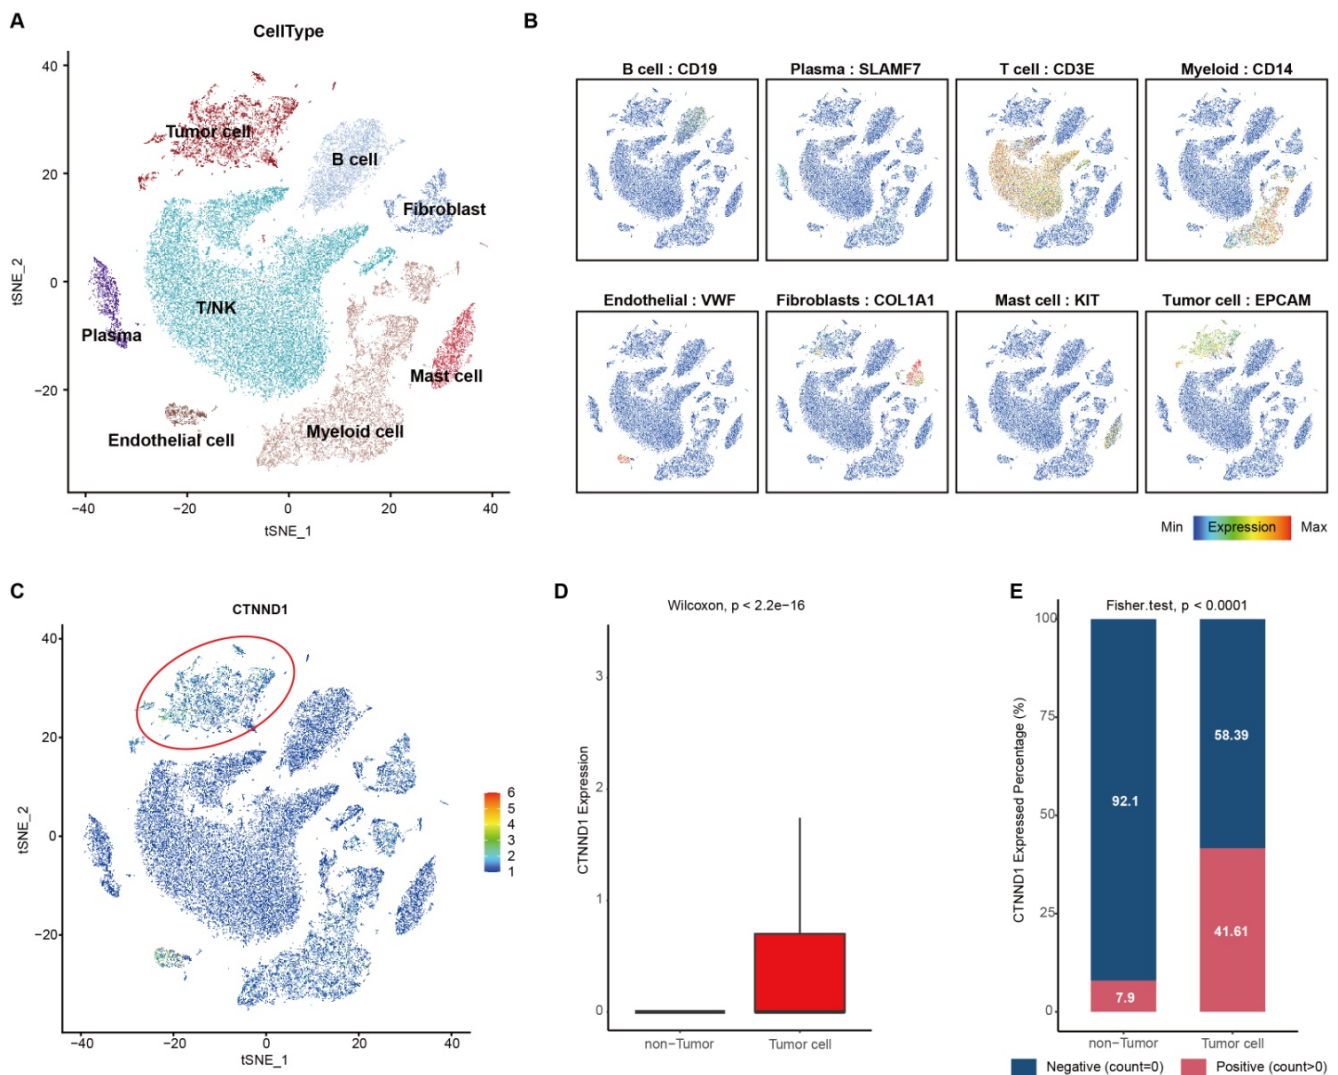 A
CellType
40
20
0
−20
−40
−20
0
20
40
tSNE_1
tSNE_2
Tumor cell
B cell
Fibroblast
T/NK
Plasma
Mast cell
Myeloid cell
Endothelial cell
B
B cell : CD19
Plasma : SLAMF7
T cell : CD3E
Myeloid : CD14
Endothelial : VWF
Fibroblasts : COL1A1
Mast cell : KIT
Tumor cell : EPCAM
Min Expression Max
C
CTNND1
40
20
0
−20
−40
−20
0
20
40
tSNE_1
tSNE_2
6
5
4
3
2
1
D
Wilcoxon, p < 2.2e−16
CTNND1 Expression
3
2
1
0
non−Tumor
Tumor cell
E
Fisher.test, p < 0.0001
CTNND1 Expressed Percentage (%)
100
75
50
25
0
92.1
7.9
58.39
41.61
non−Tumor
Tumor cell
Negative (count=0)
Positive (count>0)